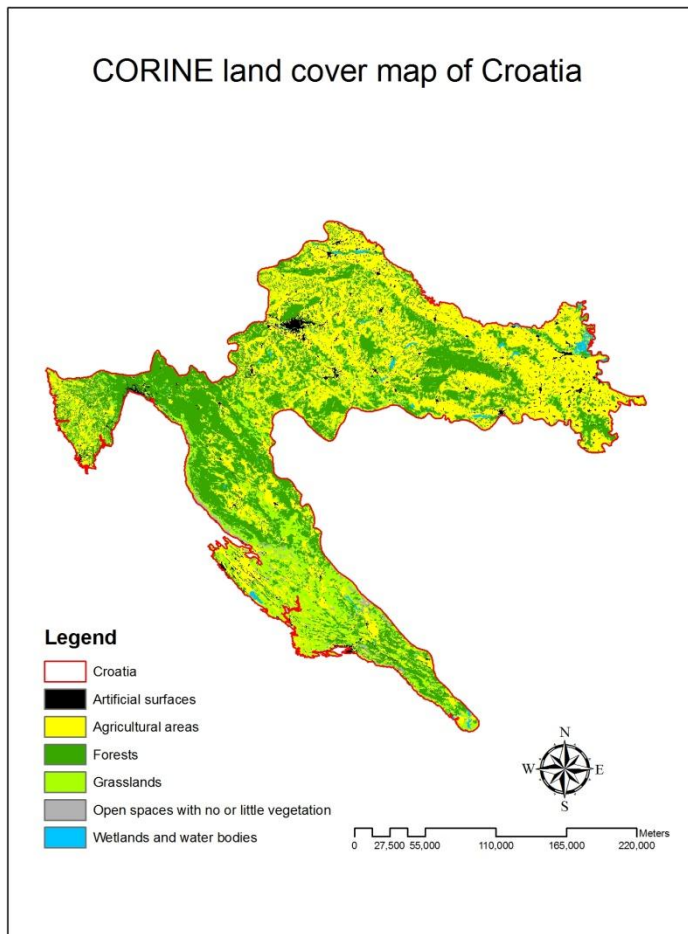 CORINE land cover map of Croatia
Legend
Croatia
Artificial surfaces
Agricultural areas
Forests
Grasslands
Open spaces with no or little vegetation
Wetlands and water bodies
N
W E
S
Meters
0 27,500 55,000 110,000 165,000 220,000